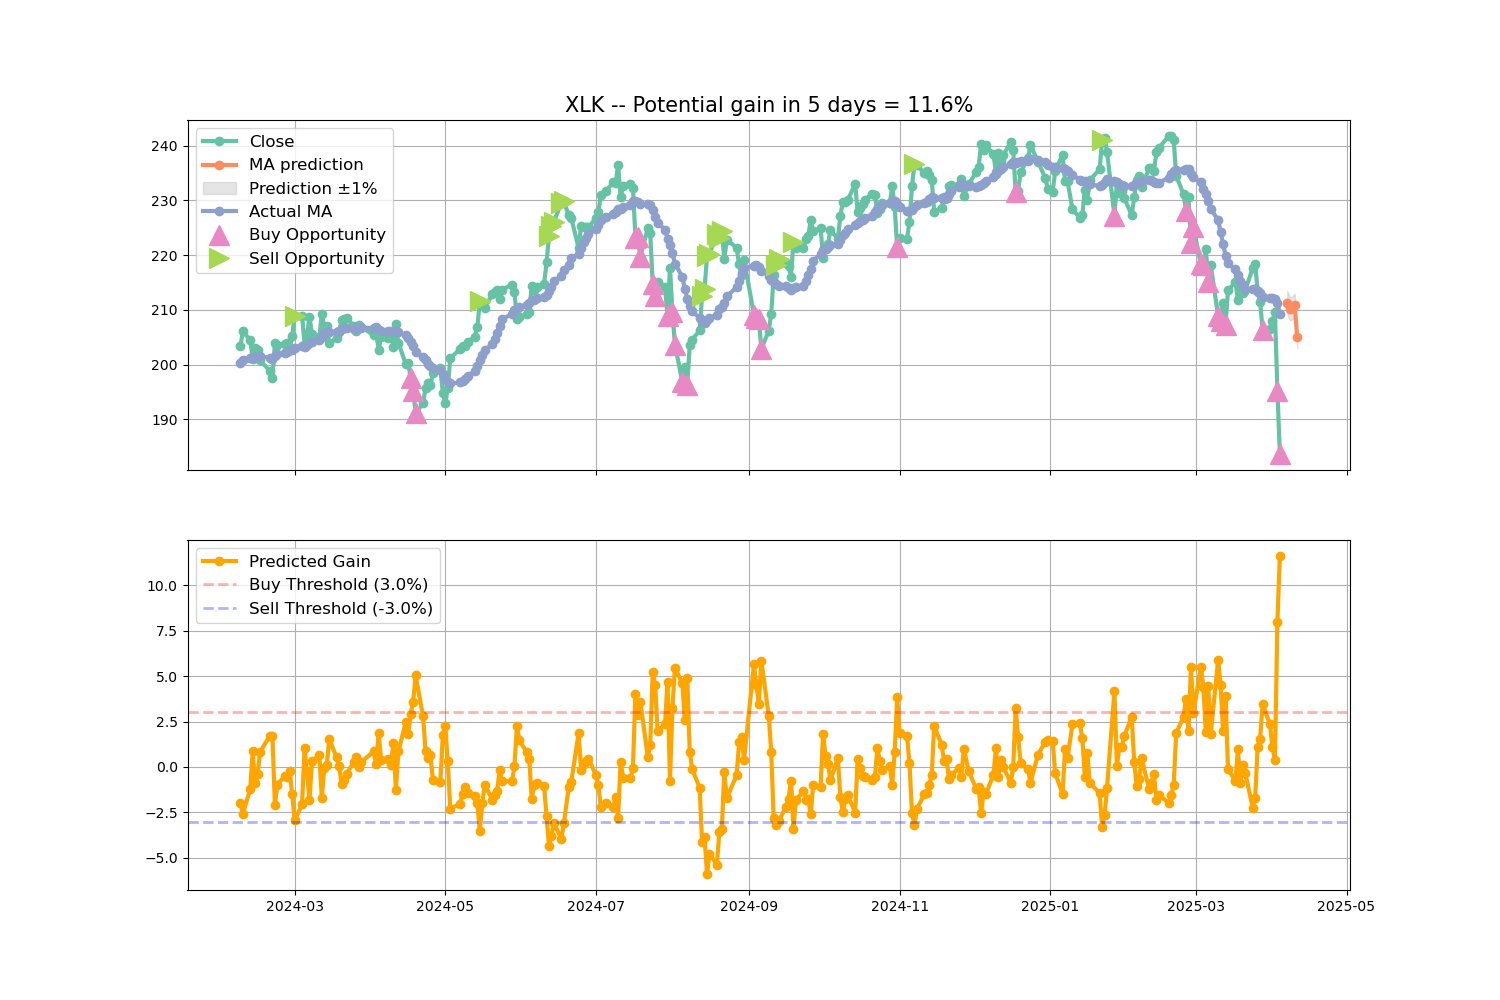 XLK -- Potential gain in 5 days = 11.6%
Close
MA prediction
Prediction ±1%
Actual MA
Buy Opportunity
Sell Opportunity
240
230
220
210
200
190
Predicted Gain
Buy Threshold (3.0%)
Sell Threshold (-3.0%)
10.0
7.5
5.0
2.5
0.0
−2.5
−5.0
2024-03 2024-05 2024-07 2024-09 2024-11 2025-01 2025-03 2025-05